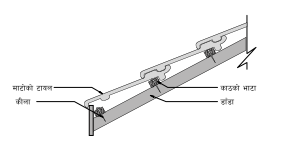 माटोको टायल
काठको भाटा
कीला
डाँडा